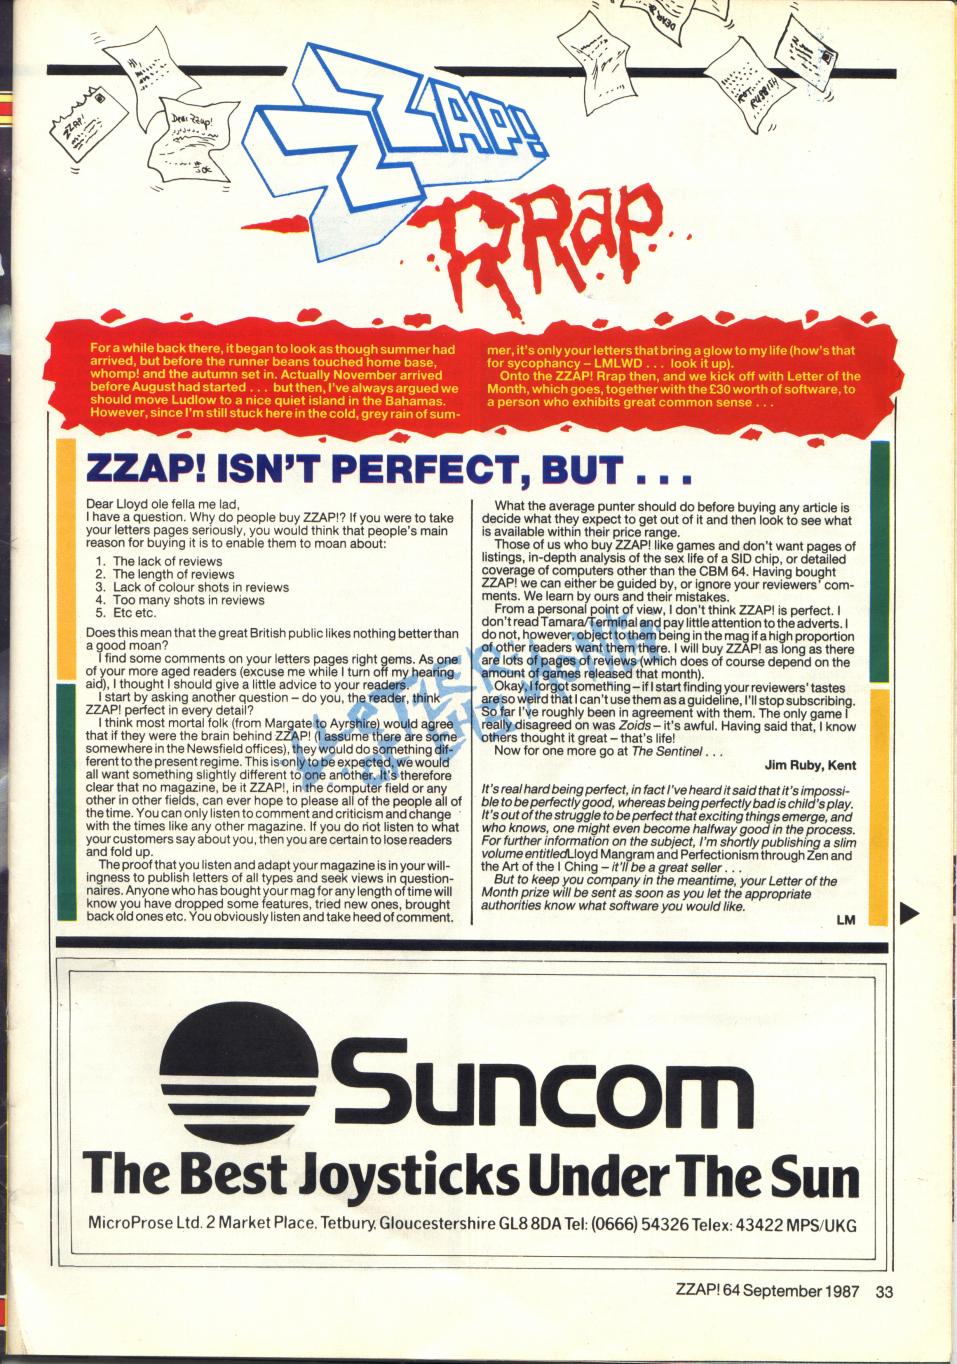 ZZAP!
Dear Zzap!
ROT
RUBBISH
ZZAP!
RRap
For a while back there, it began to look as though summer had
arrived, but before the runner beans touched home base,
whomp! and the autumn set in. Actually November arrived
before August had started . . . but then, I've always argued we
should move Ludlow to a nice quiet island in the Bahamas.
However, since I'm still stuck here in the cold, grey rain of sum-
mer, it's only your letters that bring a glow to my life (how's that
for sycophancy – LMLWD . . . look it up).
Onto the ZZAP! Rrap then, and we kick off with Letter of the
Month, which goes, together with the £30 worth of software, to
a person who exhibits great common sense . . .
ZZAP! ISN'T PERFECT, BUT . . .
Dear Lloyd ole fella me lad,
I have a question. Why do people buy ZZAP!? If you were to take
your letters pages seriously, you would think that people's main
reason for buying it is to enable them to moan about:
1. The lack of reviews
2. The length of reviews
3. Lack of colour shots in reviews
4. Too many shots in reviews
5. Etc etc.
Does this mean that the great British public likes nothing better than
a good moan?
I find some comments on your letters pages right gems. As one
of your more aged readers (excuse me while I turn off my hearing
aid), I thought I should give a little advice to your readers.
I start by asking another question – do you, the reader, think
ZZAP! perfect in every detail?
I think most mortal folk (from Margate to Ayrshire) would agree
that if they were the brain behind ZZAP! (I assume there are some
somewhere in the Newsfield offices), they would do something dif-
ferent to the present regime. This is only to be expected, we would
all want something slightly different to one another. It's therefore
clear that no magazine, be it ZZAP!, in the computer field or any
other in other fields, can ever hope to please all of the people all of
the time. You can only listen to comment and criticism and change
with the times like any other magazine. If you do not listen to what
your customers say about you, then you are certain to lose readers
and fold up.
The proof that you listen and adapt your magazine is in your will-
ingness to publish letters of all types and seek views in question-
naires. Anyone who has bought your mag for any length of time will
know you have dropped some features, tried new ones, brought
back old ones etc. You obviously listen and take heed of comment.
What the average punter should do before buying any article is
decide what they expect to get out of it and then look to see what
is available within their price range.
Those of us who buy ZZAP! like games and don't want pages of
listings, in-depth analysis of the sex life of a SID chip, or detailed
coverage of computers other than the CBM 64. Having bought
ZZAP! we can either be guided by, or ignore your reviewers' com-
ments. We learn by ours and their mistakes.
From a personal point of view, I don't think ZZAP! is perfect. I
don't read Tamara/Terminal and pay little attention to the adverts. I
do not, however, object to them being in the mag if a high proportion
of other readers want them there. I will buy ZZAP! as long as there
are lots of pages of reviews (which does of course depend on the
amount of games released that month).
Okay, I forgot something – if I start finding your reviewers' tastes
are so weird that I can't use them as a guideline, I'll stop subscribing.
So far I've roughly been in agreement with them. The only game I
really disagreed on was Zoids – it's awful. Having said that, I know
others thought it great – that's life!
Now for one more go at The Sentinel . . .
Jim Ruby, Kent
It's real hard being perfect, in fact I've heard it said that it's impossi-
ble to be perfectly good, whereas being perfectly bad is child's play.
It's out of the struggle to be perfect that exciting things emerge, and
who knows, one might even become halfway good in the process.
For further information on the subject, I'm shortly publishing a slim
volume entitledLloyd Mangram and Perfectionism through Zen and
the Art of the I Ching – it'll be a great seller . . .
But to keep you company in the meantime, your Letter of the
Month prize will be sent as soon as you let the appropriate
authorities know what software you would like.
LM
LETTER
OF THE MONTH
Suncom
The Best Joysticks Under The Sun
MicroProse Ltd. 2 Market Place. Tetbury, Gloucestershire GL8 8DA Tel: (0666) 54326 Telex: 43422 MPS/UKG
ZZAP! 64 September 1987 33